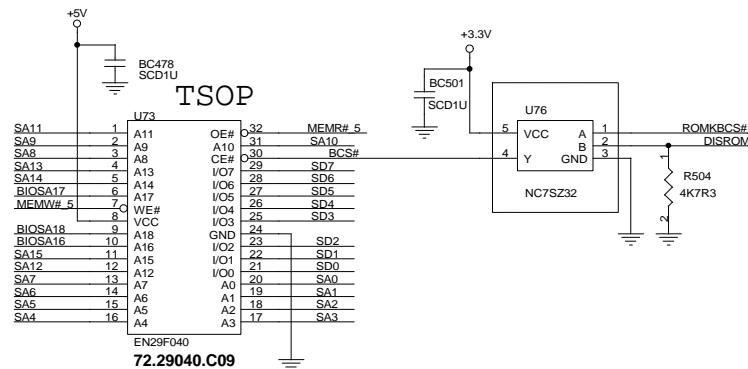 +5V
BC478
SCD1U
TSOP
U73
SA11 1 A11 OE# 32 MEMR#_5
SA9 2 A9 A10 31 SA10
SA8 3 A8 CE# 30 BCS#
SA13 4 A13 I/O7 29 SD7
SA14 5 A14 I/O6 28 SD6
BIOSA17 6 A17 I/O5 27 SD5
MEMW#_5 7 WE# I/O4 26 SD4
8 VCC I/O3 25 SD3
BIOSA18 9 A18 GND 24
BIOSA16 10 A16 I/O2 23 SD2
SA15 11 A15 I/O1 22 SD1
SA12 12 A12 I/O0 21 SD0
SA7 13 A7 A0 20 SA0
SA6 14 A6 A1 19 SA1
SA5 15 A5 A2 18 SA2
SA4 16 A4 A3 17 SA3
EN29F040
72.29040.C09
+3.3V
BC501
SCD1U
U76
5 VCC A 1 ROMKBCS#
B 2 DISROM
4 Y GND 3
NC7SZ32
1
R504
4K7R3
2